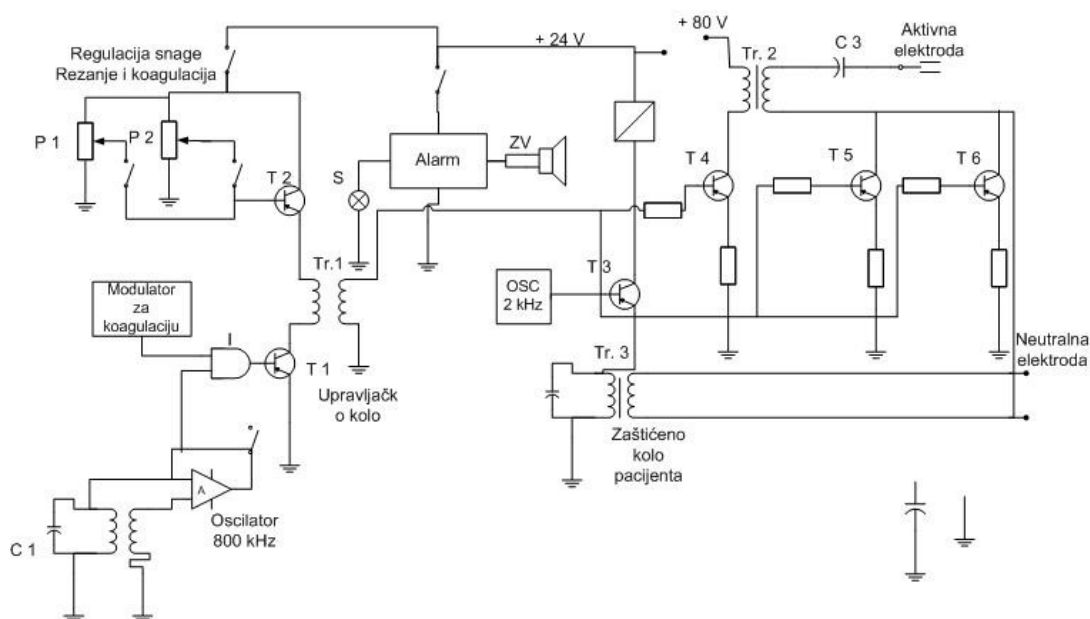 Regulacija snage
Rezanje i koagulacija
+ 24 V
+ 80 V
Tr. 2
C 3
Aktivna
elektroda
P 1
P 2
T 2
S
Alarm
ZV
T 4
T 5
T 6
Tr.1
Modulator
za
koagulaciju
I
T 1
Upravljačk
o kolo
OSC
2 kHz
T 3
Tr. 3
Neutralna
elektroda
Zaštićeno
kolo
pacijenta
C 1
Λ
Oscilator
800 kHz